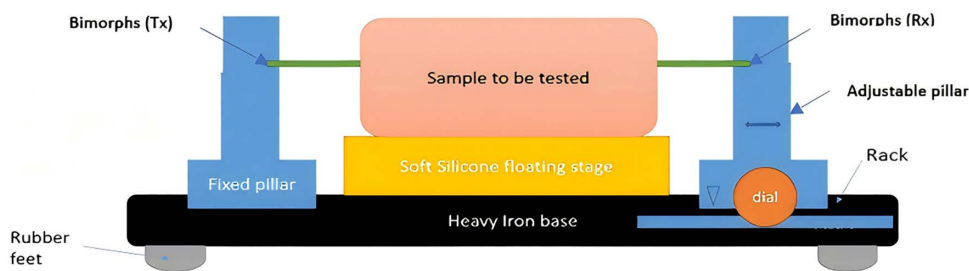 Bimorphs (Tx)
Bimorphs (Rx)
Sample to be tested
Adjustable pillar
Soft Silicone floating stage
Rack
Fixed pillar
dial
Heavy Iron base
Rubber
feet